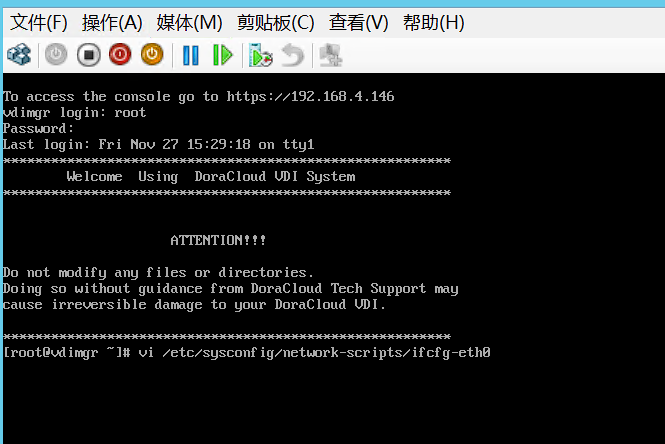 文件(F) 操作(A) 媒体(M) 剪贴板(C) 查看(V) 帮助(H)
To access the console go to https://192.168.4.146
vdimgr login: root
Password:
Last login: Fri Nov 27 15:29:18 on tty1
********************************************************
Welcome Using DoraCloud VDI System
********************************************************
ATTENTION!!!
Do not modify any files or directories.
Doing so without guidance from DoraCloud Tech Support may
cause irreversible damage to your DoraCloud VDI.
********************************************************
[root@vdimgr ~]# vi /etc/sysconfig/network-scripts/ifcfg-eth0